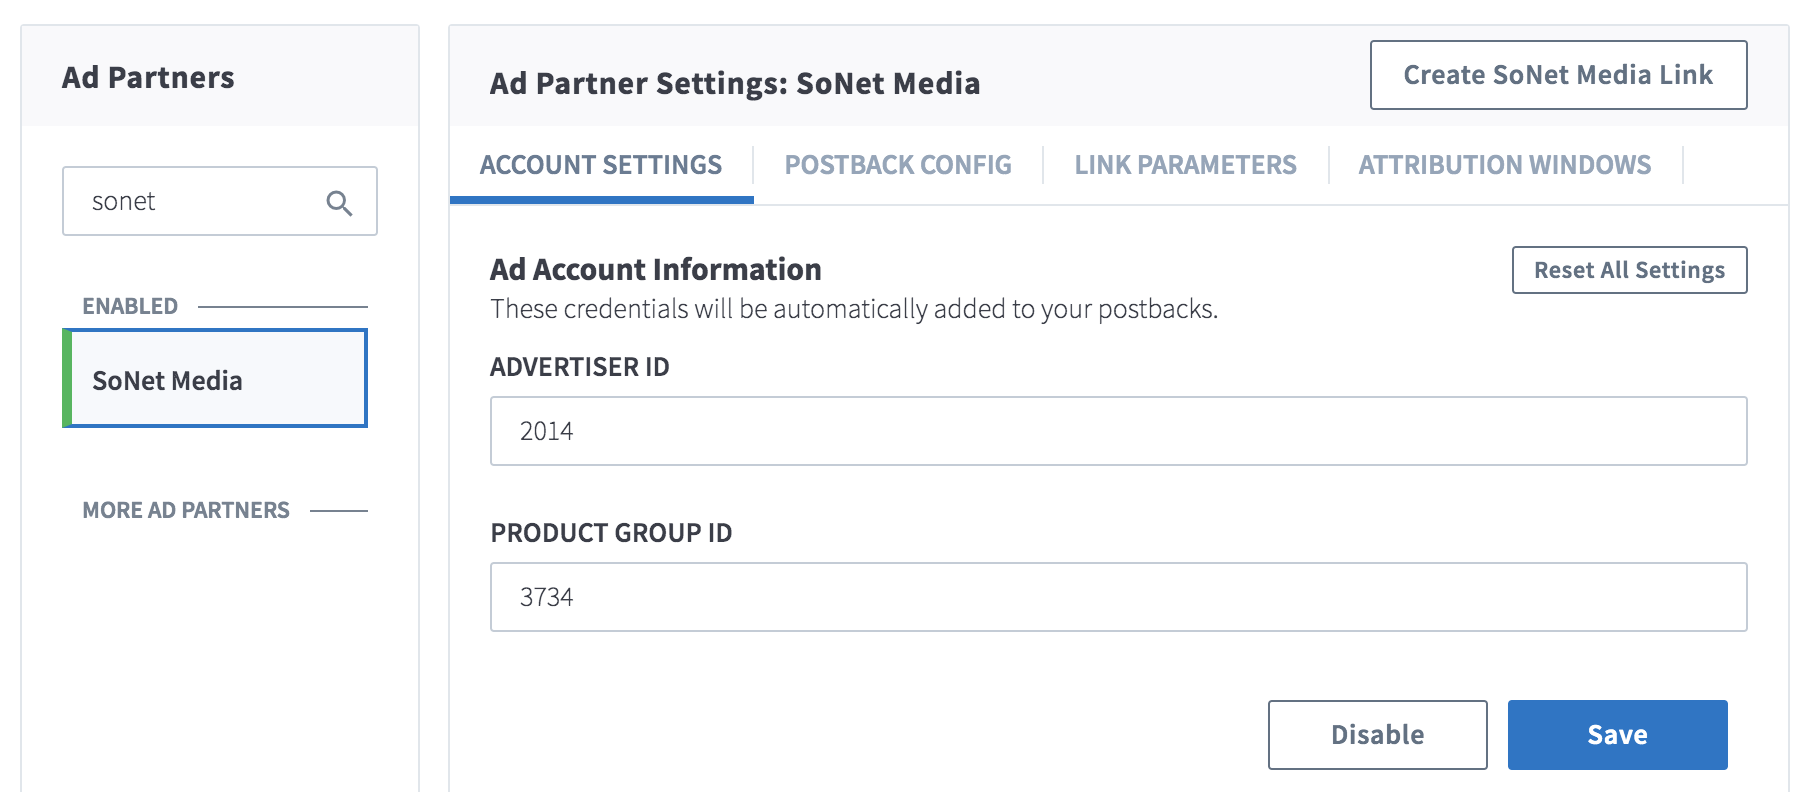 Ad Partners
sonet
ENABLED
SoNet Media
MORE AD PARTNERS
Ad Partner Settings: SoNet Media
Create SoNet Media Link
ACCOUNT SETTINGS
POSTBACK CONFIG
LINK PARAMETERS
ATTRIBUTION WINDOWS
Ad Account Information
Reset All Settings
These credentials will be automatically added to your postbacks.
ADVERTISER ID
2014
PRODUCT GROUP ID
3734
Disable
Save